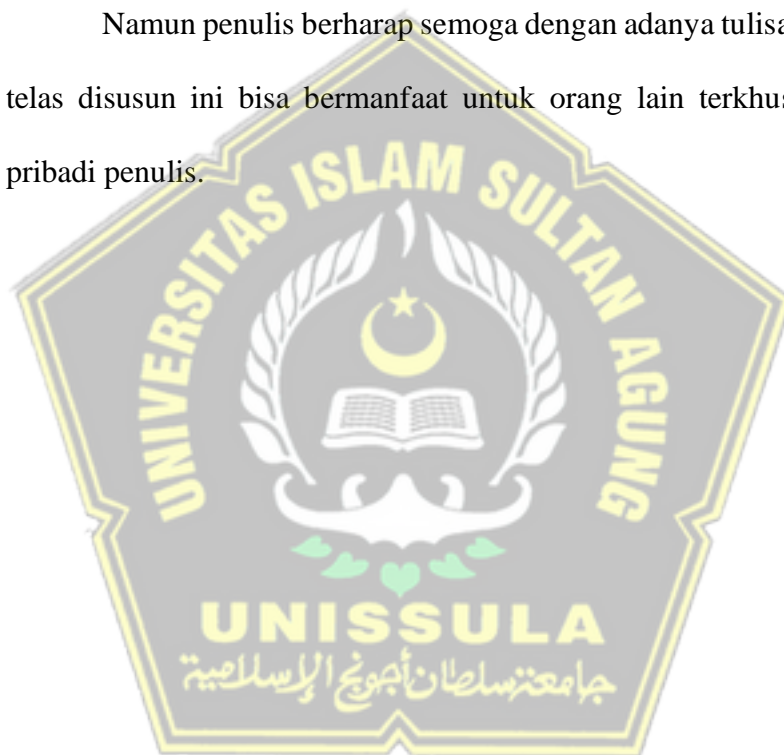 Namun penulis berharap semoga dengan adanya tulisa
telas disusun ini bisa bermanfaat untuk orang lain terkhus
pribadi penulis.
UNIVERSITAS ISLAM SULTAN AGUNG
UNISSULA
جامعة سلطان أجونج الإسلامية